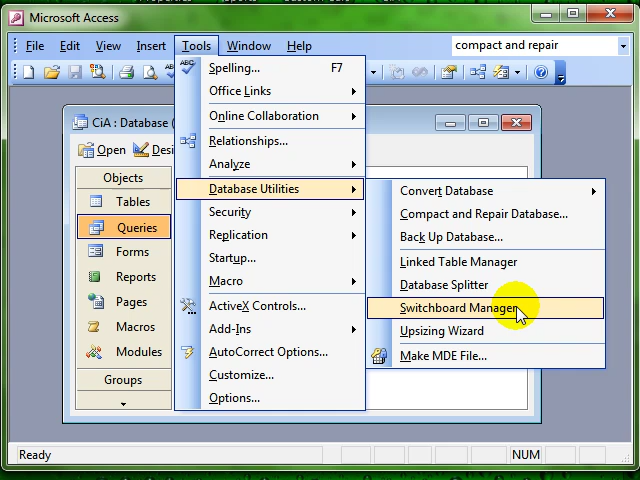 Microsoft Access
File Edit View Insert Tools Window Help compact and repair
CiA : Database (
Open Desi
Objects
Tables
Queries
Forms
Reports
Pages
Macros
Modules
Groups
Spelling... F7
Office Links
Online Collaboration
Relationships...
Analyze
Database Utilities
Security
Replication
Startup...
Macro
ActiveX Controls...
Add-Ins
AutoCorrect Options...
Customize...
Options...
Convert Database
Compact and Repair Database...
Back Up Database...
Linked Table Manager
Database Splitter
Switchboard Manager
Upsizing Wizard
Make MDE File...
Ready NUM